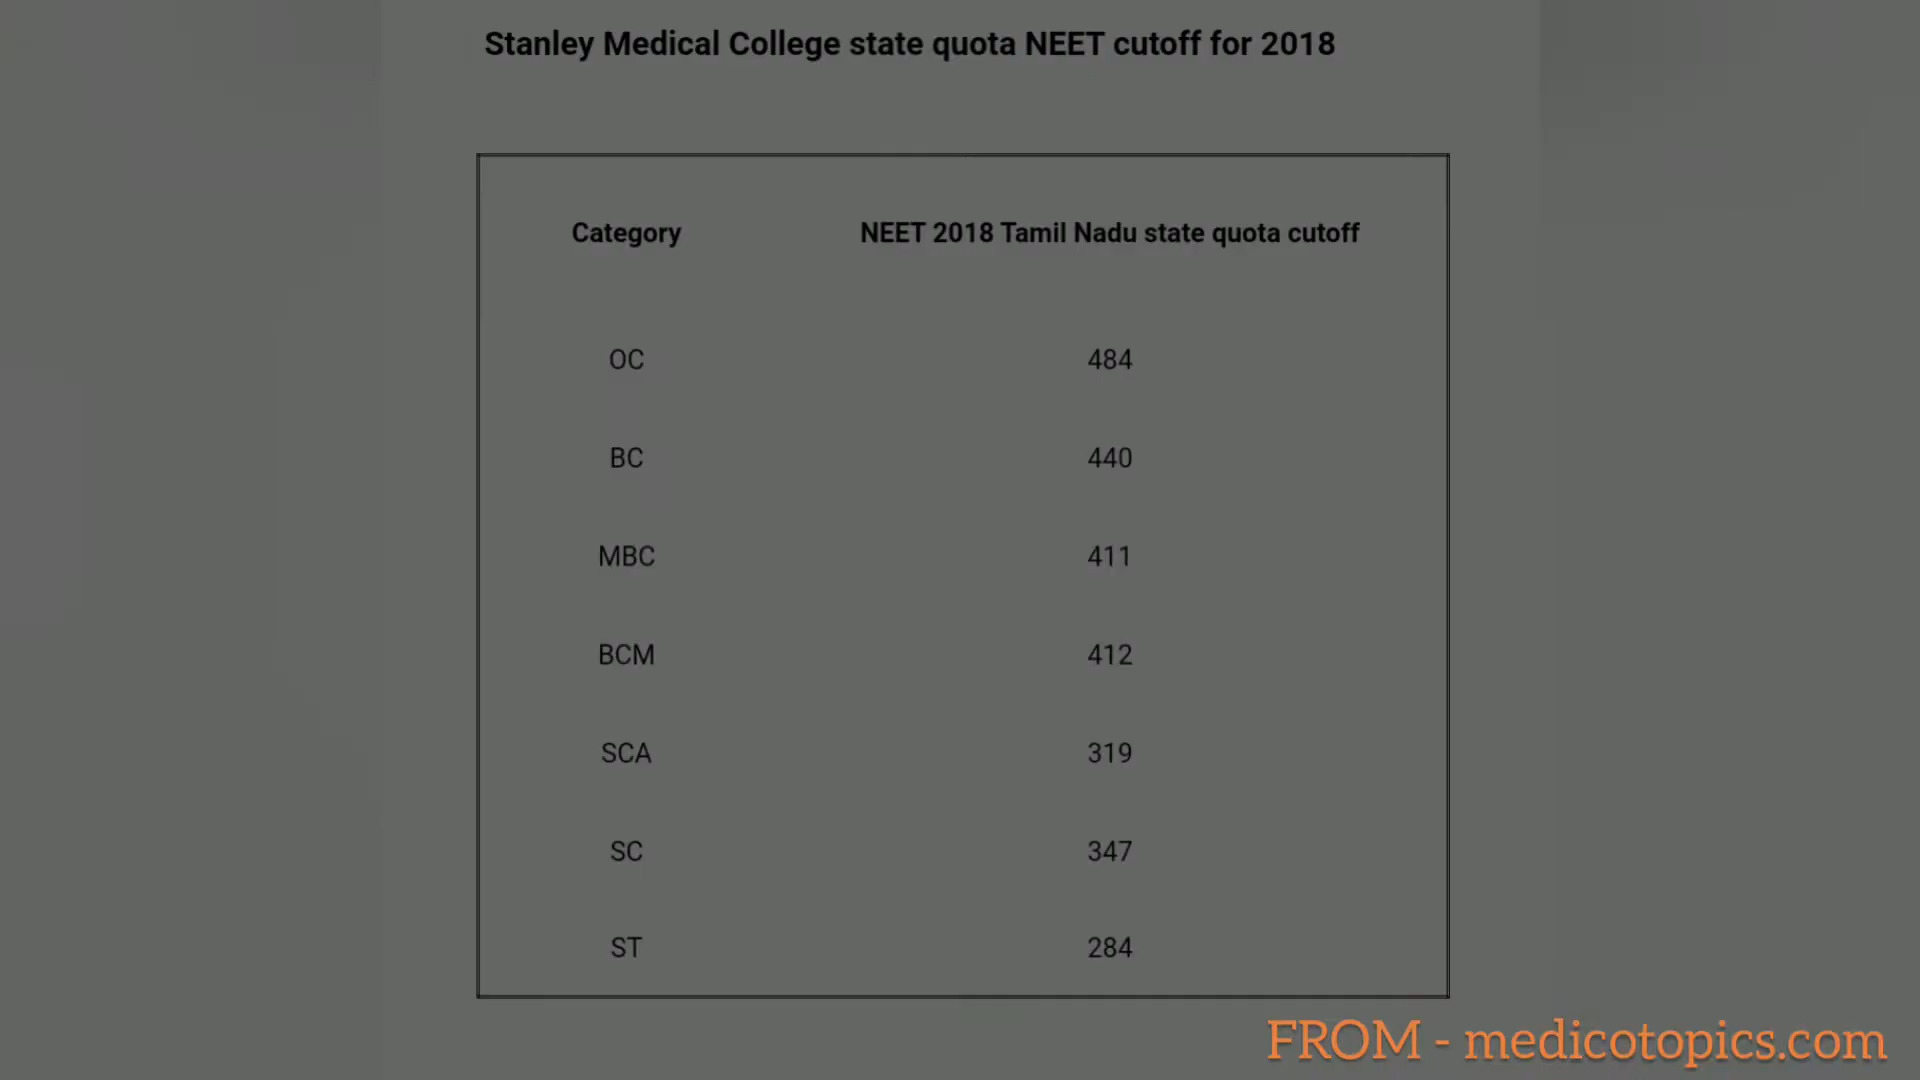 Stanley Medical College state quota NEET cutoff for 2018
Category NEET 2018 Tamil Nadu state quota cutoff
OC 484
BC 440
MBC 411
BCM 412
SCA 319
SC 347
ST 284
FROM - medicotopics.com